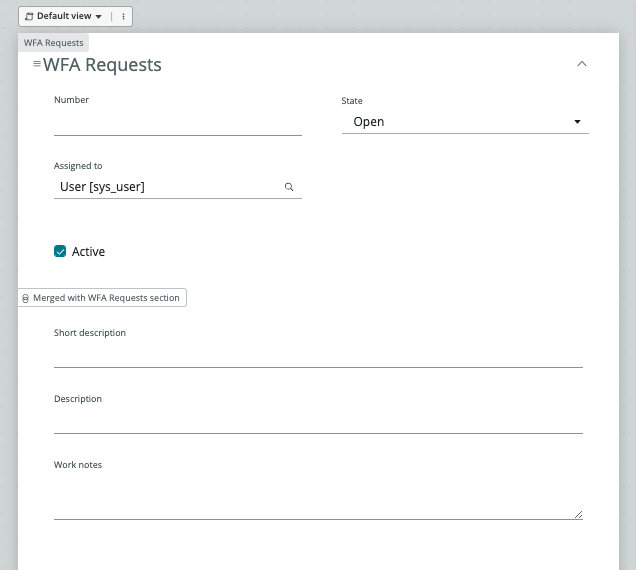 Default view
WFA Requests
WFA Requests
Number
State
Open
Assigned to
User [sys_user]
Active
Merged with WFA Requests section
Short description
Description
Work notes